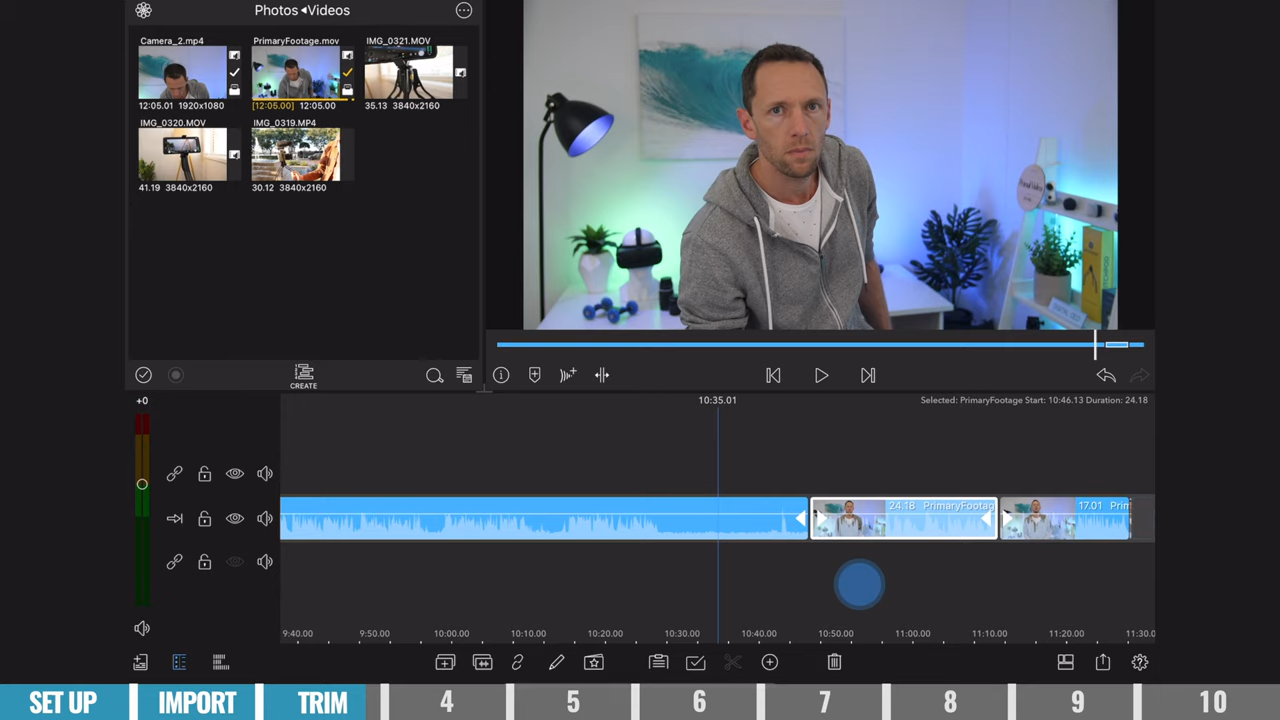 Photos◂Videos
Camera_2.mp4
PrimaryFootage.mov
IMG_0321.MOV
12:05.01 1920x1080
[12:05.00] 12:05.00
35.13 3840x2160
IMG_0320.MOV
IMG_0319.MP4
41.19 3840x2160
30.12 3840x2160
CREATE
+0
10:35.01
Selected: PrimaryFootage Start: 10:46.13 Duration: 24.18
24.18 PrimaryFootag
17.01 Prim
9:40.00 9:50.00 10:00.00 10:10.00 10:20.00 10:30.00 10:40.00 10:50.00 11:00.00 11:10.00 11:20.00 11:30.0
SET UP IMPORT TRIM 4 5 6 7 8 9 10